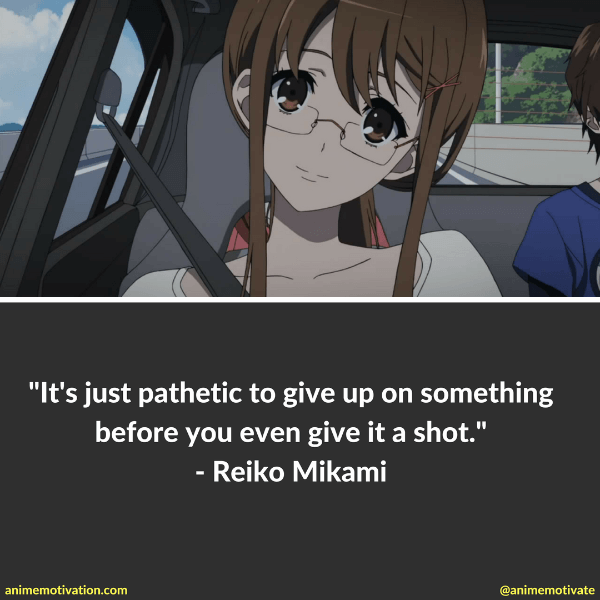 "It's just pathetic to give up on something
before you even give it a shot."
- Reiko Mikami
animemotivation.com
@animemotivate